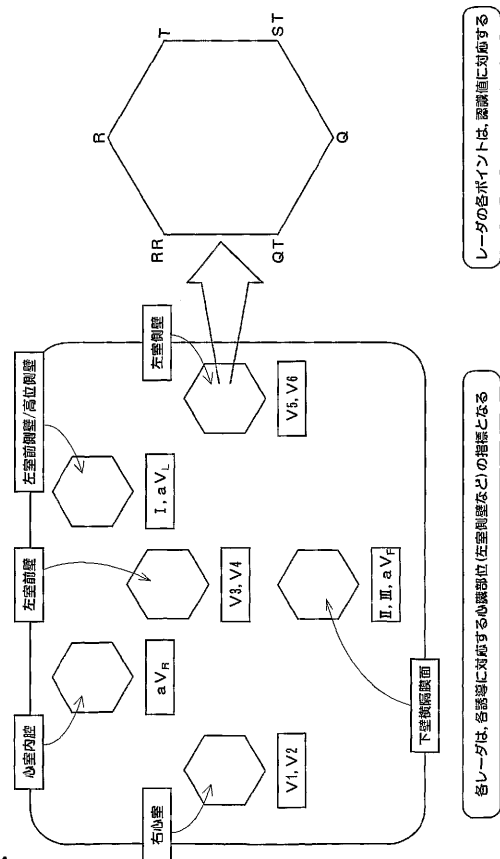 心室内腔
左室前壁
左室前側壁/高位側壁
aVR
I, aVL
右心室
V3, V4
左室側壁
V1, V2
V5, V6
II, III, aVF
下壁横隔膜面
RR
R
T
QT
Q
ST
各レーダは, 各誘導に対応する心臓部位(左室側壁など)の指標となる
レーダの各ポイントは, 認識値に対応する